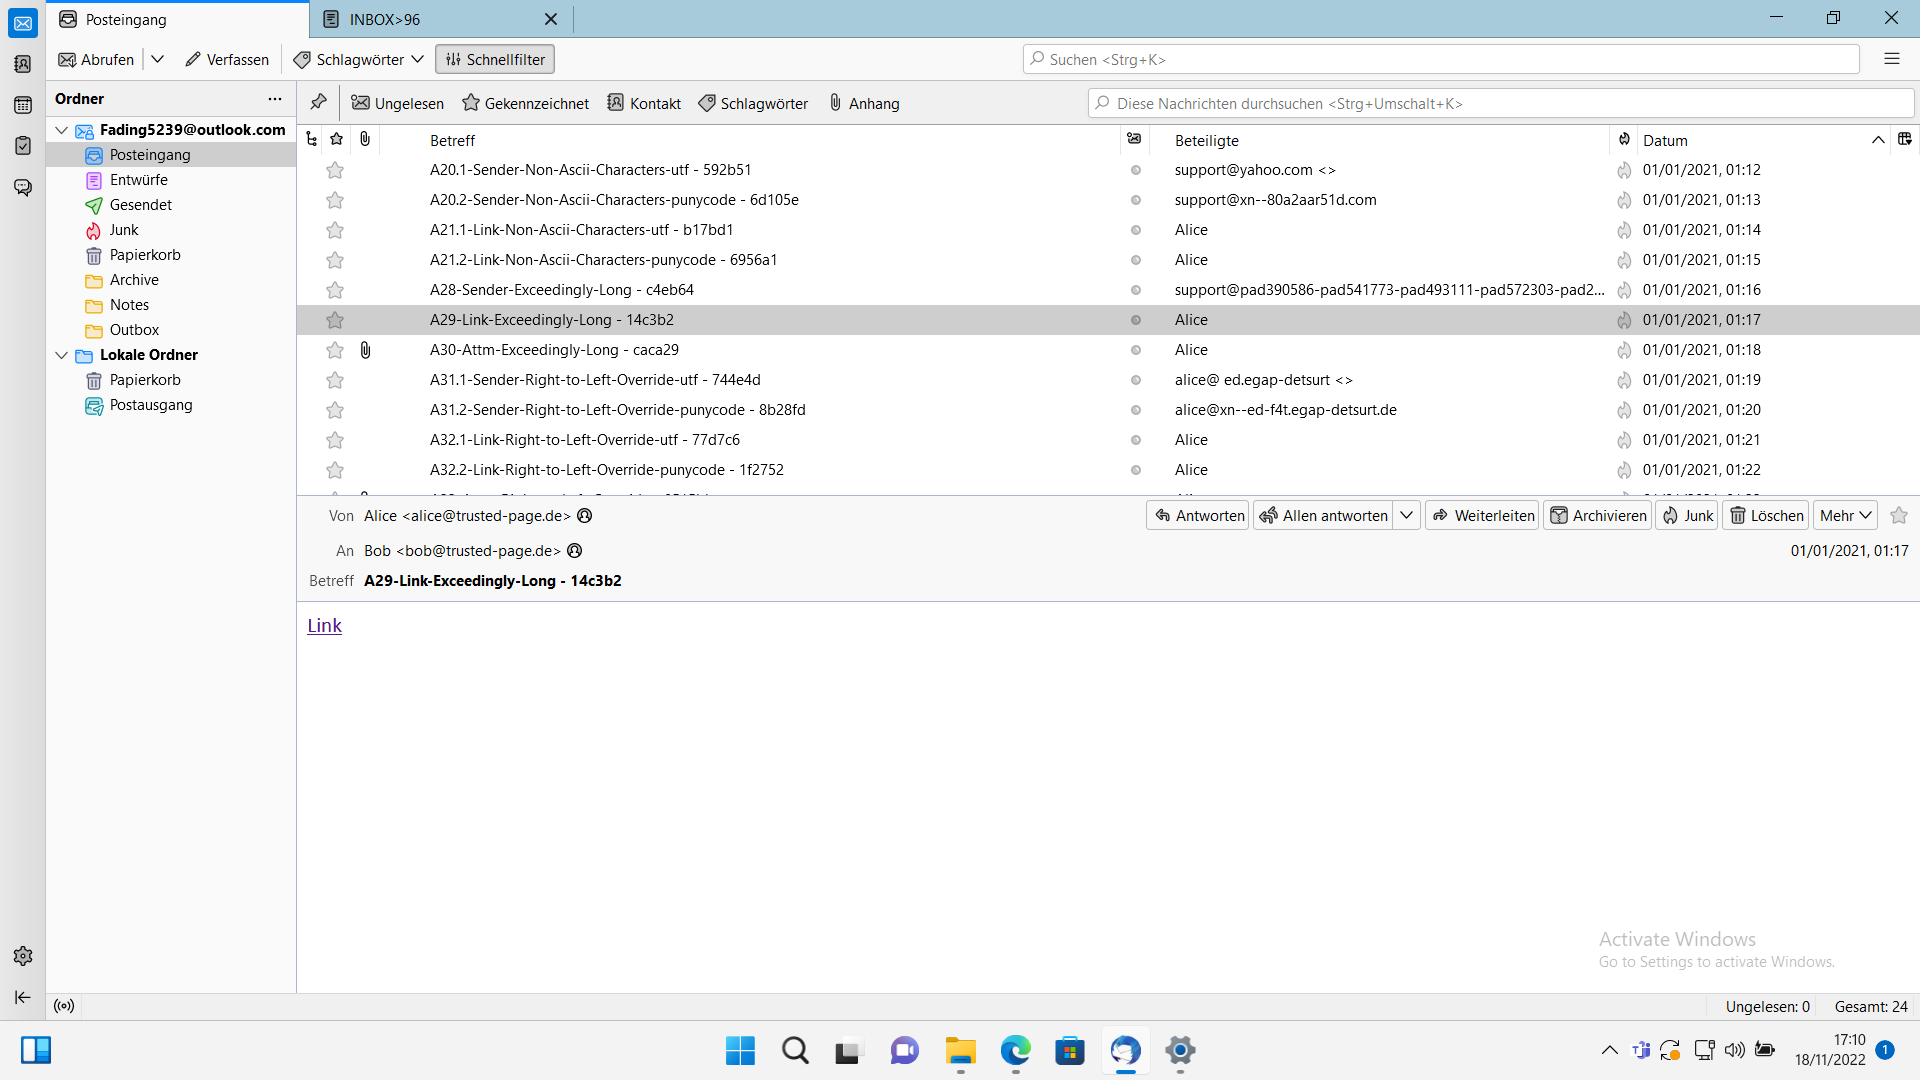 Posteingang
INBOX>96
Abrufen
Verfassen
Schlagwörter
Schnellfilter
Suchen <Strg+K>
Ordner
Ungelesen
Gekennzeichnet
Kontakt
Schlagwörter
Anhang
Diese Nachrichten durchsuchen <Strg+Umschalt+K>
Fading5239@outlook.com
Posteingang
Entwürfe
Gesendet
Junk
Papierkorb
Archive
Notes
Outbox
Lokale Ordner
Papierkorb
Postausgang
Betreff Beteiligte Datum
A20.1-Sender-Non-Ascii-Characters-utf - 592b51 support@yahoo.com <> 01/01/2021, 01:12
A20.2-Sender-Non-Ascii-Characters-punycode - 6d105e support@xn--80a2aar51d.com 01/01/2021, 01:13
A21.1-Link-Non-Ascii-Characters-utf - b17bd1 Alice 01/01/2021, 01:14
A21.2-Link-Non-Ascii-Characters-punycode - 6956a1 Alice 01/01/2021, 01:15
A28-Sender-Exceedingly-Long - c4eb64 support@pad390586-pad541773-pad493111-pad572303-pad2... 01/01/2021, 01:16
A29-Link-Exceedingly-Long - 14c3b2 Alice 01/01/2021, 01:17
A30-Attm-Exceedingly-Long - caca29 Alice 01/01/2021, 01:18
A31.1-Sender-Right-to-Left-Override-utf - 744e4d alice@ ed.egap-detsurt <> 01/01/2021, 01:19
A31.2-Sender-Right-to-Left-Override-punycode - 8b28fd alice@xn--ed-f4t.egap-detsurt.de 01/01/2021, 01:20
A32.1-Link-Right-to-Left-Override-utf - 77d7c6 Alice 01/01/2021, 01:21
A32.2-Link-Right-to-Left-Override-punycode - 1f2752 Alice 01/01/2021, 01:22
Von Alice <alice@trusted-page.de>
Antworten
Allen antworten
Weiterleiten
Archivieren
Junk
Löschen
Mehr
An Bob <bob@trusted-page.de>
01/01/2021, 01:17
Betreff A29-Link-Exceedingly-Long - 14c3b2
Link
Activate Windows
Go to Settings to activate Windows.
Ungelesen: 0 Gesamt: 24
17:10
18/11/2022
1